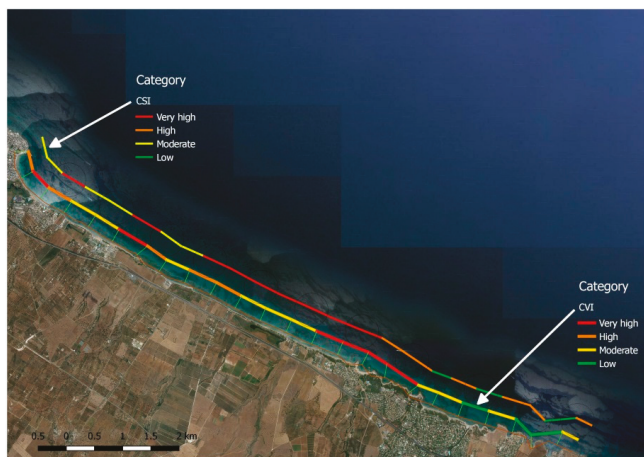 Category
CSI
Very high
High
Moderate
Low
Category
CVI
Very high
High
Moderate
Low
0.5 0 0.5 1 1.5 2 km